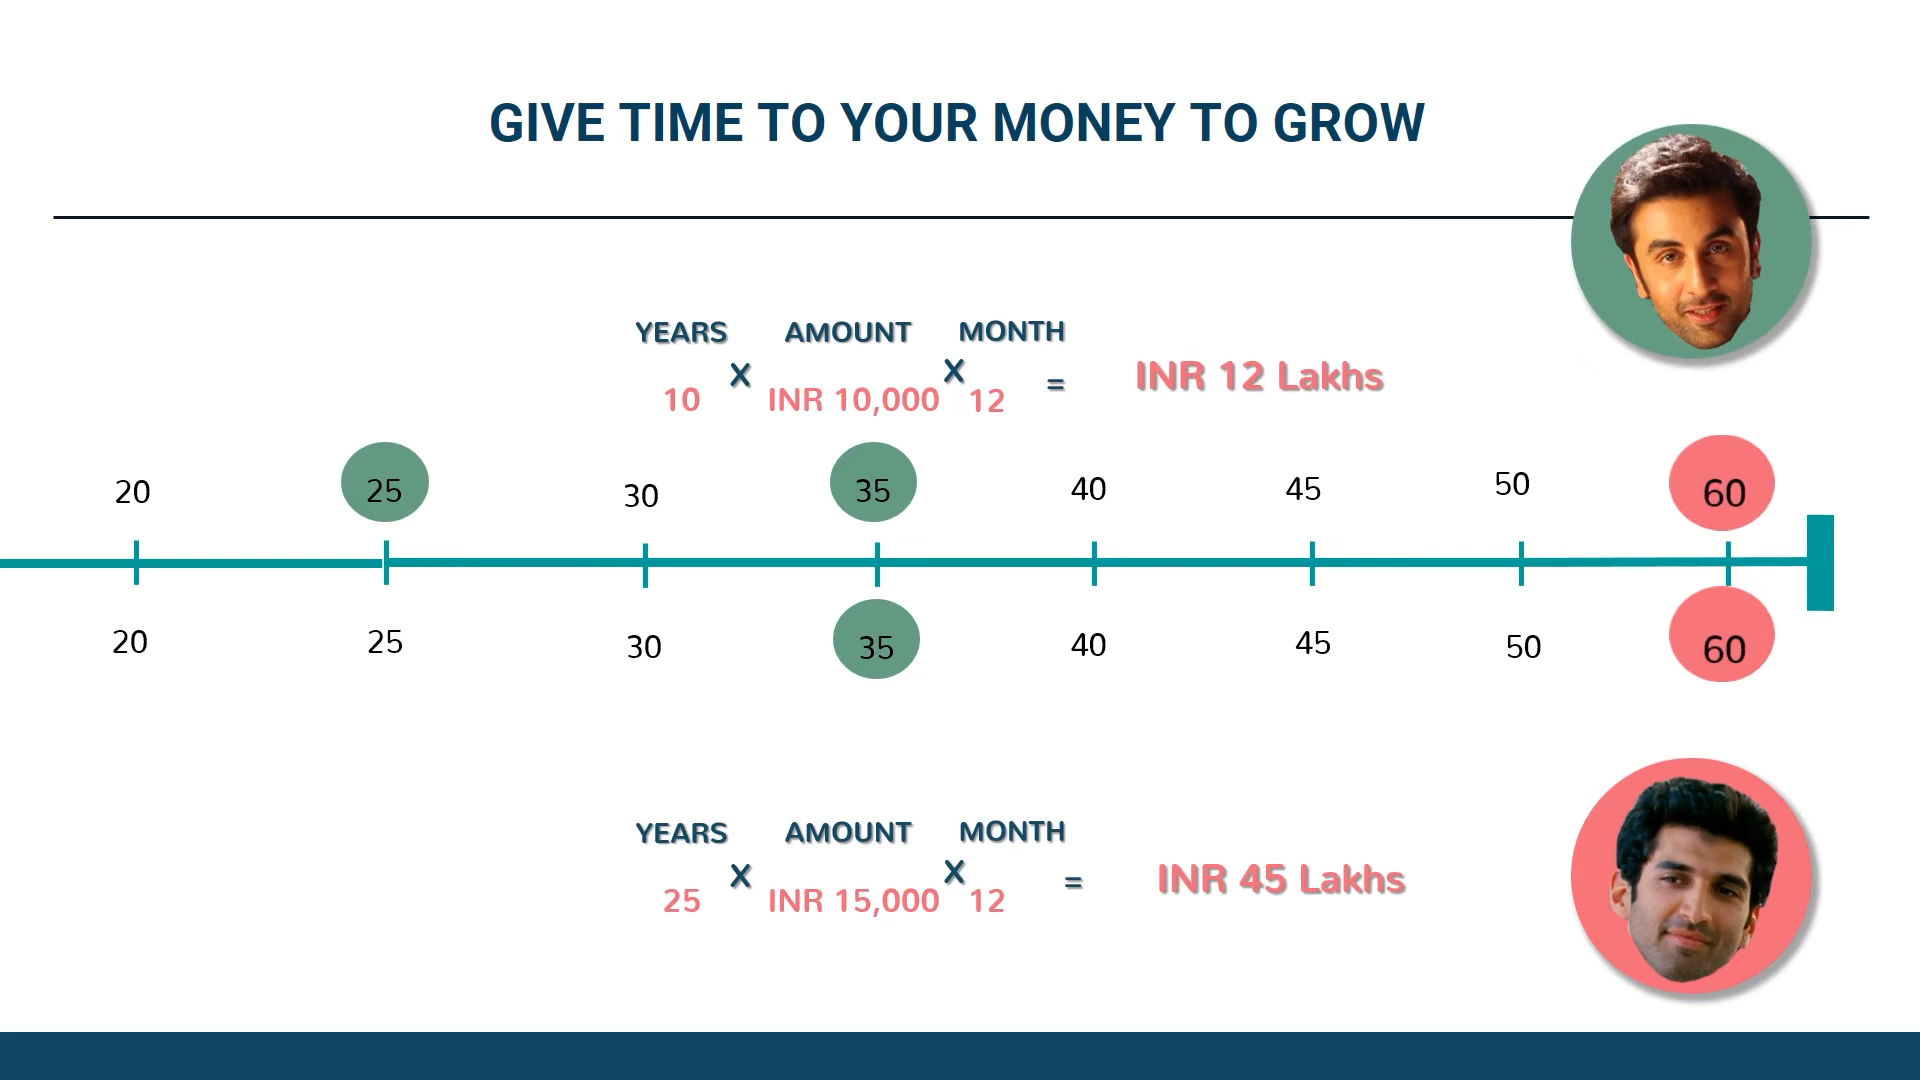 GIVE TIME TO YOUR MONEY TO GROW
YEARS AMOUNT MONTH
10 X INR 10,000 X 12 = INR 12 Lakhs
20 25 30 35 40 45 50 60
20 25 30 35 40 45 50 60
YEARS AMOUNT MONTH
25 X INR 15,000 X 12 = INR 45 Lakhs